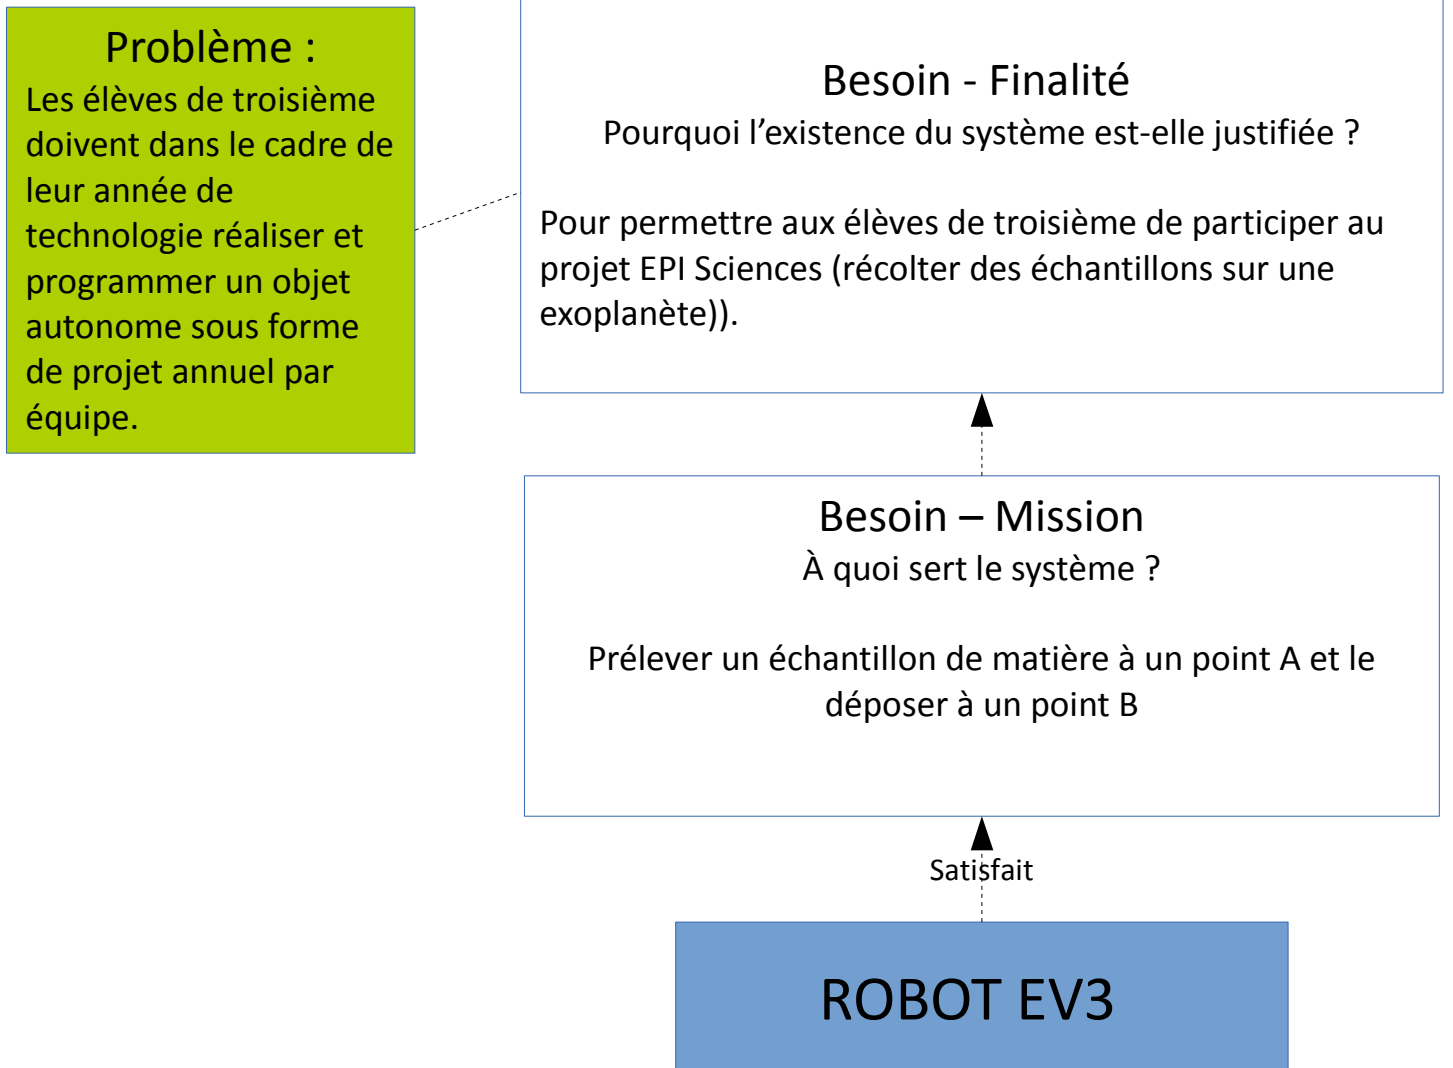 Problème :
Les élèves de troisième
doivent dans le cadre de
leur année de
technologie réaliser et
programmer un objet
autonome sous forme
de projet annuel par
équipe.
Besoin - Finalité
Pourquoi l’existence du système est-elle justifiée ?
Pour permettre aux élèves de troisième de participer au
projet EPI Sciences (récolter des échantillons sur une
exoplanète)).
Besoin – Mission
À quoi sert le système ?
Prélever un échantillon de matière à un point A et le
déposer à un point B
Satisfait
ROBOT EV3